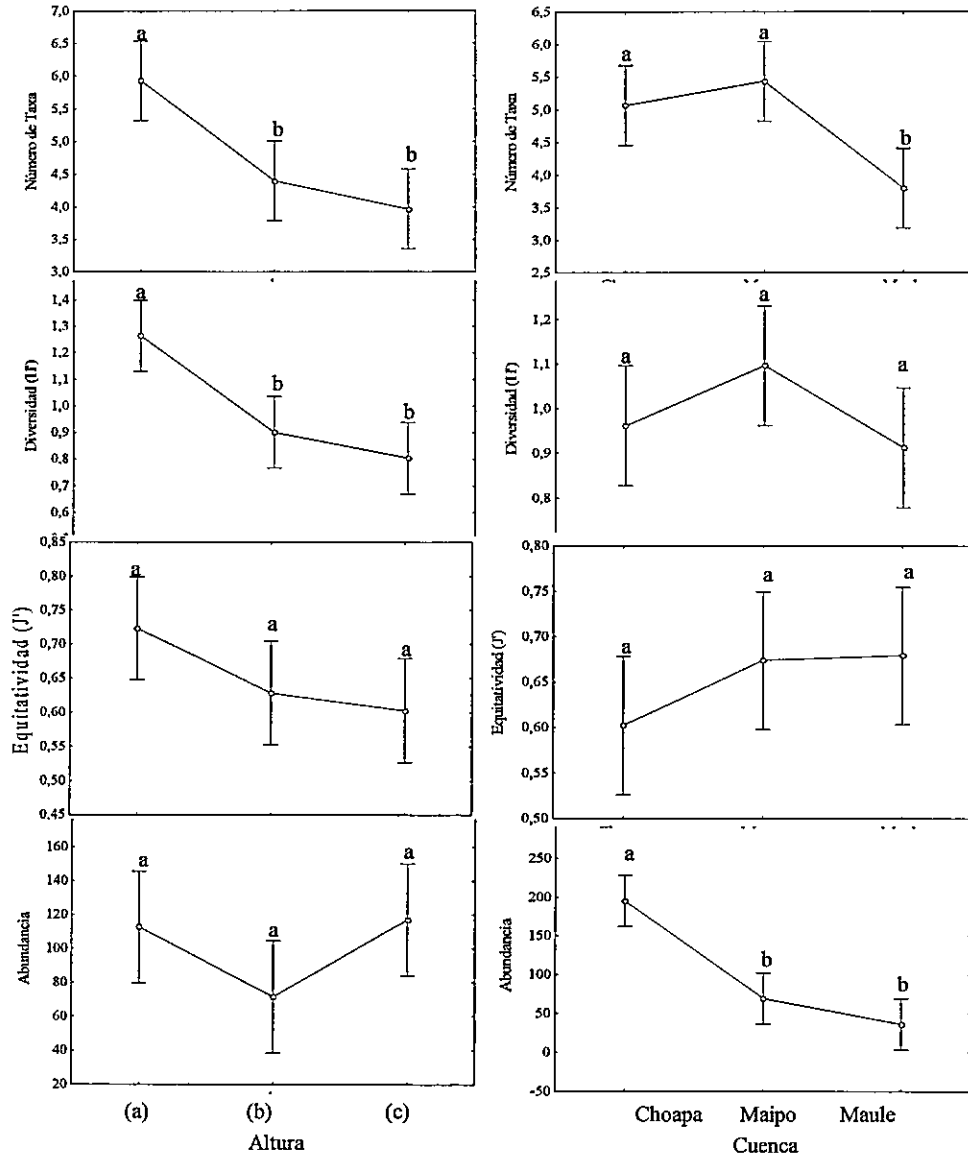 Número de Taxa
7,0
6,5
6,0
5,5
5,0
4,5
4,0
3,5
3,0
a
b
b
Número de Taxa
6,5
6,0
5,5
5,0
4,5
4,0
3,5
3,0
2,5
a
a
b
Diversidad (H')
1,4
1,3
1,2
1,1
1,0
0,9
0,8
0,7
0,6
a
b
b
Diversidad (H')
1,2
1,1
1,0
0,9
0,8
a
a
a
Equitatividad (J')
0,85
0,80
0,75
0,70
0,65
0,60
0,55
0,50
0,45
a
a
a
Equitatividad (J')
0,80
0,75
0,70
0,65
0,60
0,55
0,50
a
a
a
Abundancia
160
140
120
100
80
60
40
20
a
a
a
(a) (b) (c)
Altura
Abundancia
250
200
150
100
50
0
-50
a
b
b
Choapa Maipo Maule
Cuenca